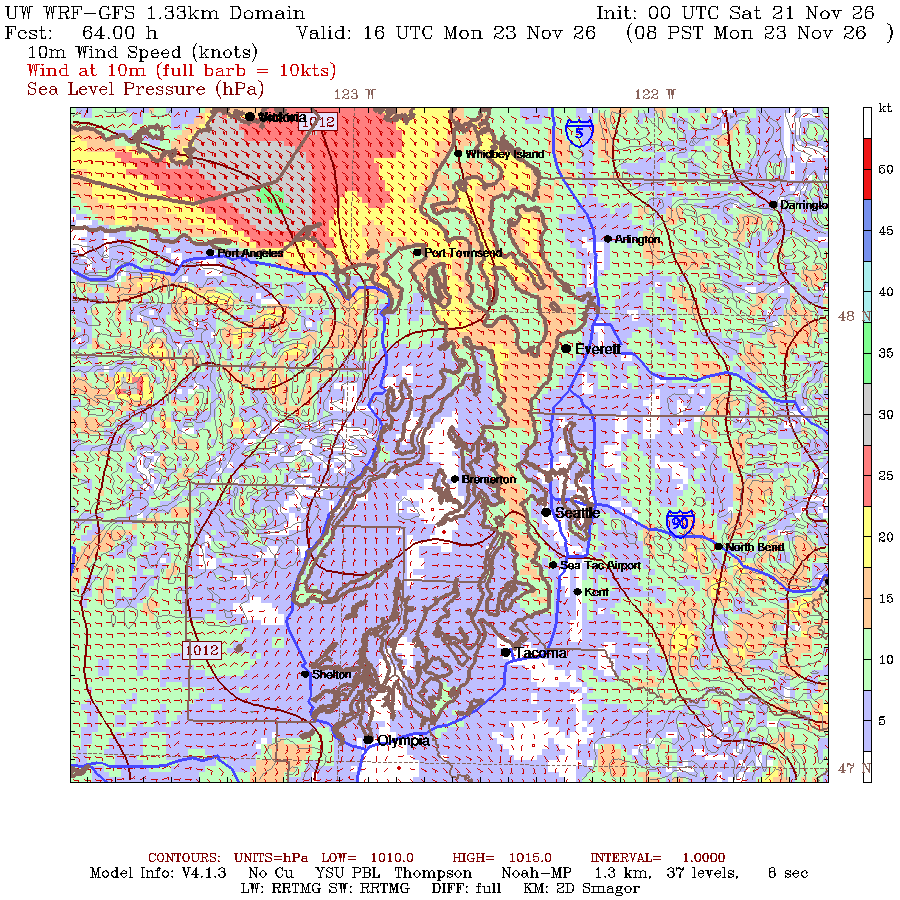 UW WRF-GFS 1.33km Domain Init: 00 UTC Sat 21 Nov 26
Fcst: 64.00 h Valid: 16 UTC Mon 23 Nov 26 (08 PST Mon 23 Nov 26 )
10m Wind Speed (knots)
Wind at 10m (full barb = 10kts)
Sea Level Pressure (hPa)
123 W 122 W
kt
Victoria 1012
5
Whidbey Island
60
Darringto
Arlington
45
Port Angeles Port Townsend
40
48 N
Everett
35
30
Bremerton
25
Seattle
90
20
North Bend
Sea Tac Airport
Kent
15
1012 Tacoma
10
Shelton
5
Olympia
47 N
CONTOURS: UNITS=hPa LOW= 1010.0 HIGH= 1015.0 INTERVAL= 1.0000
Model Info: V4.1.3 No Cu YSU PBL Thompson Noah-MP 1.3 km, 37 levels, 8 sec
LW: RRTMG SW: RRTMG DIFF: full KM: 2D Smagor